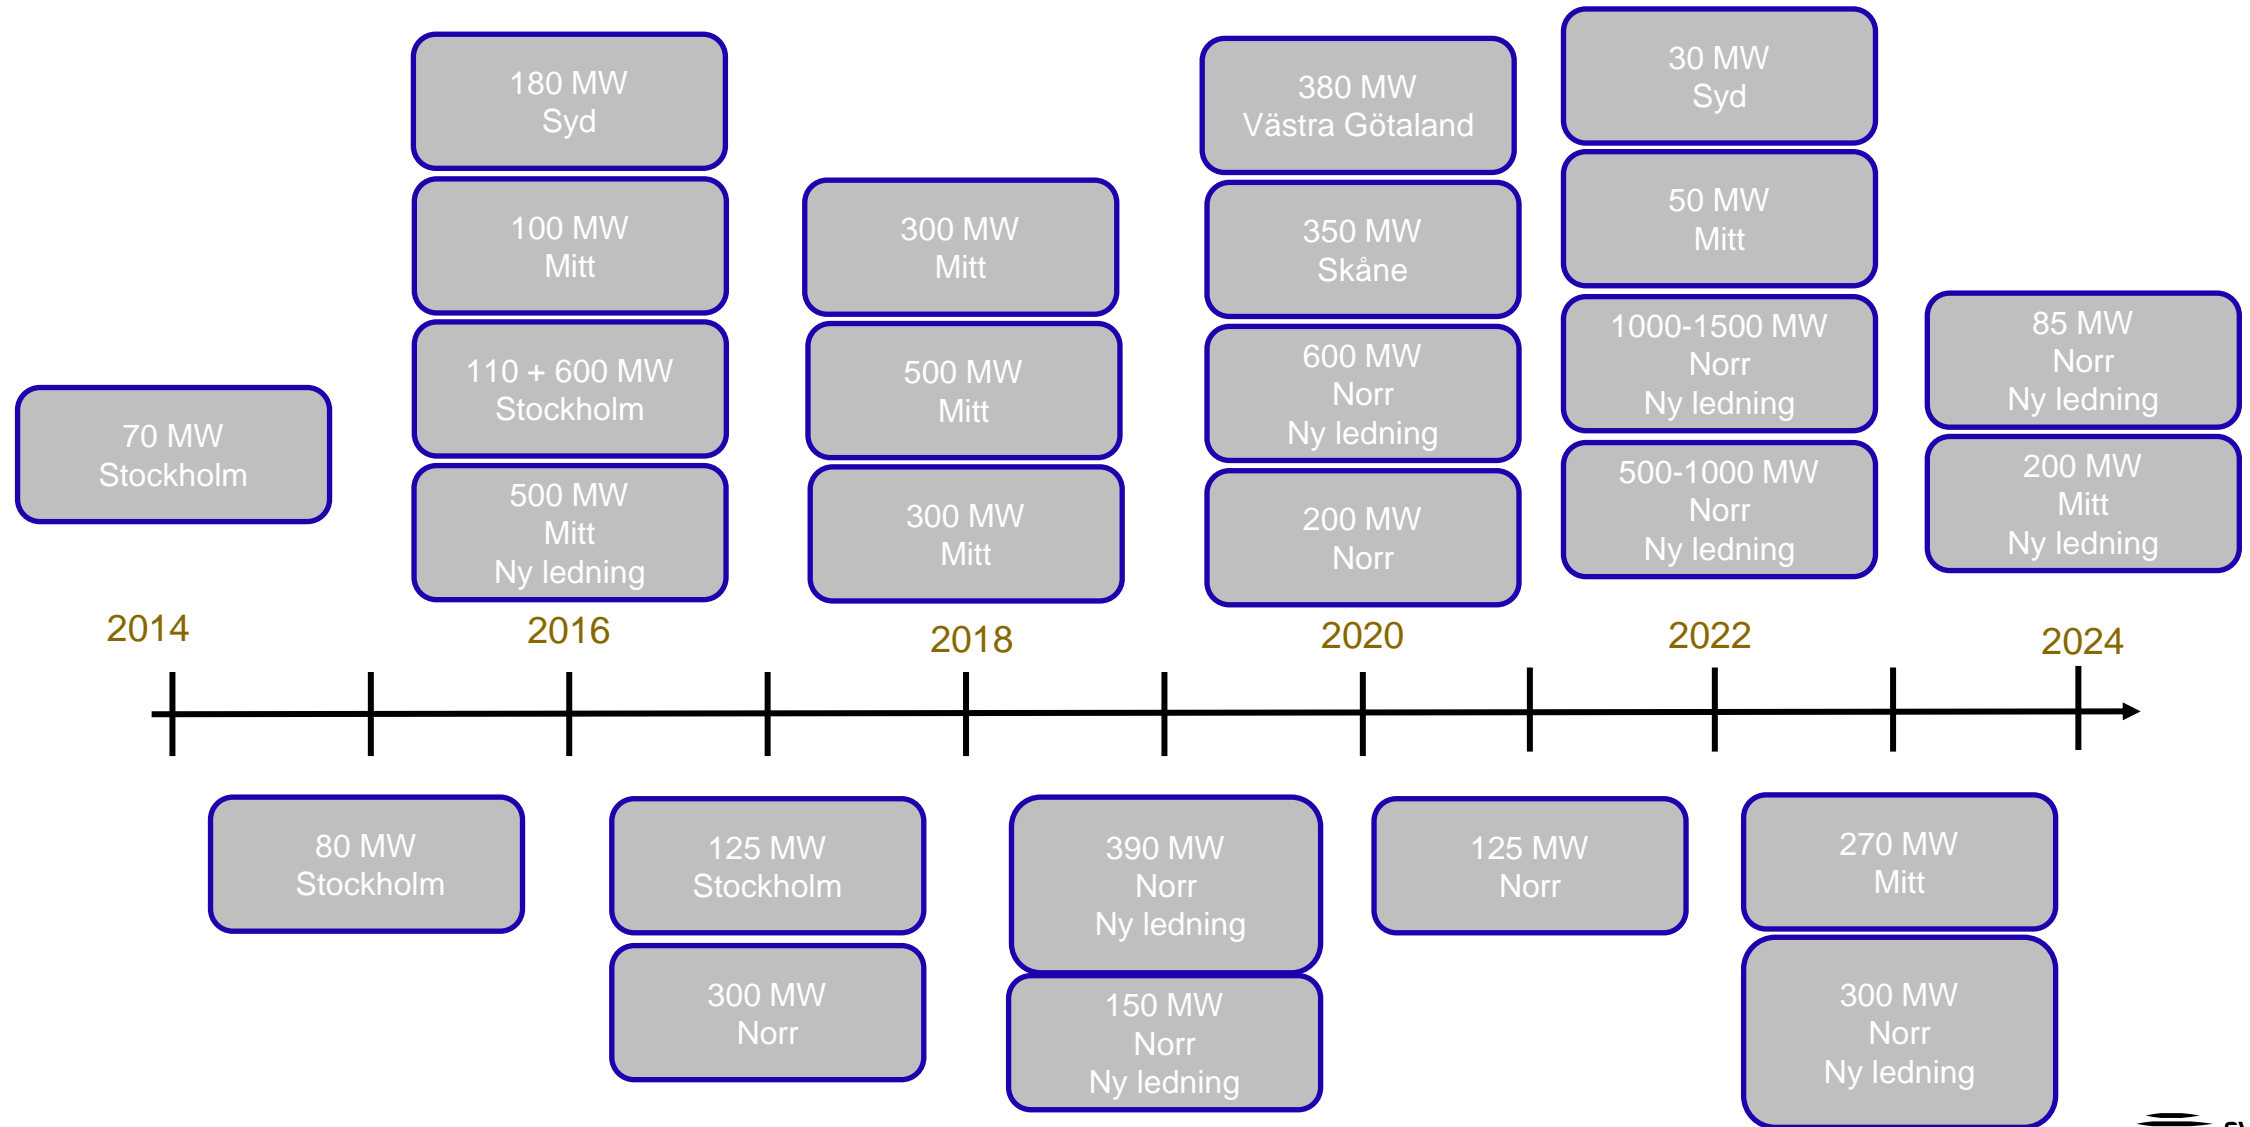 180 MW
Syd
100 MW
Mitt
110 + 600 MW
Stockholm
500 MW
Mitt
Ny ledning
300 MW
Mitt
500 MW
Mitt
300 MW
Mitt
380 MW
Västra Götaland
350 MW
Skåne
600 MW
Norr
Ny ledning
200 MW
Norr
30 MW
Syd
50 MW
Mitt
1000-1500 MW
Norr
Ny ledning
500-1000 MW
Norr
Ny ledning
85 MW
Norr
Ny ledning
200 MW
Mitt
Ny ledning
70 MW
Stockholm
2014
2016
2018
2020
2022
2024
80 MW
Stockholm
125 MW
Stockholm
300 MW
Norr
390 MW
Norr
Ny ledning
150 MW
Norr
Ny ledning
125 MW
Norr
270 MW
Mitt
300 MW
Norr
Ny ledning